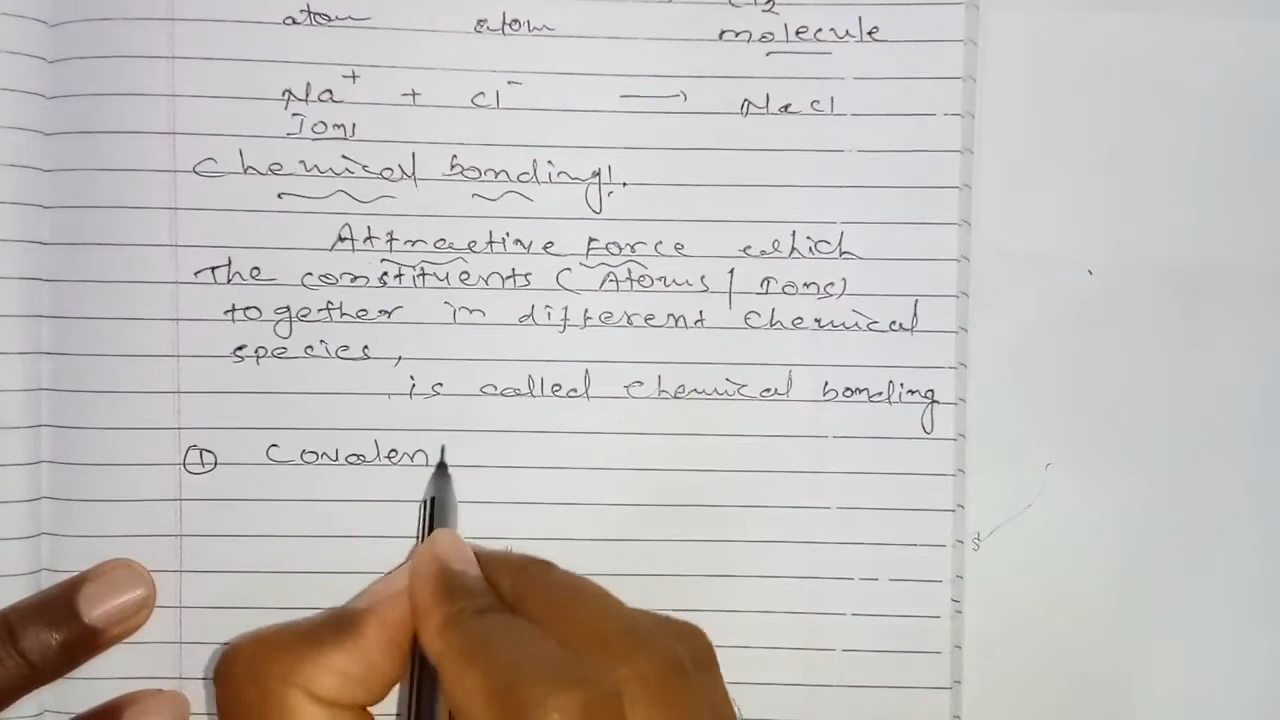 Cl2
atom atom molecule
Na+ + Cl- → NaCl
Ions
Chemical bonding:
Attractive Force which
The constituents (Atoms / Ions)
together in different chemical
species,
is called chemical bonding
① Covalen